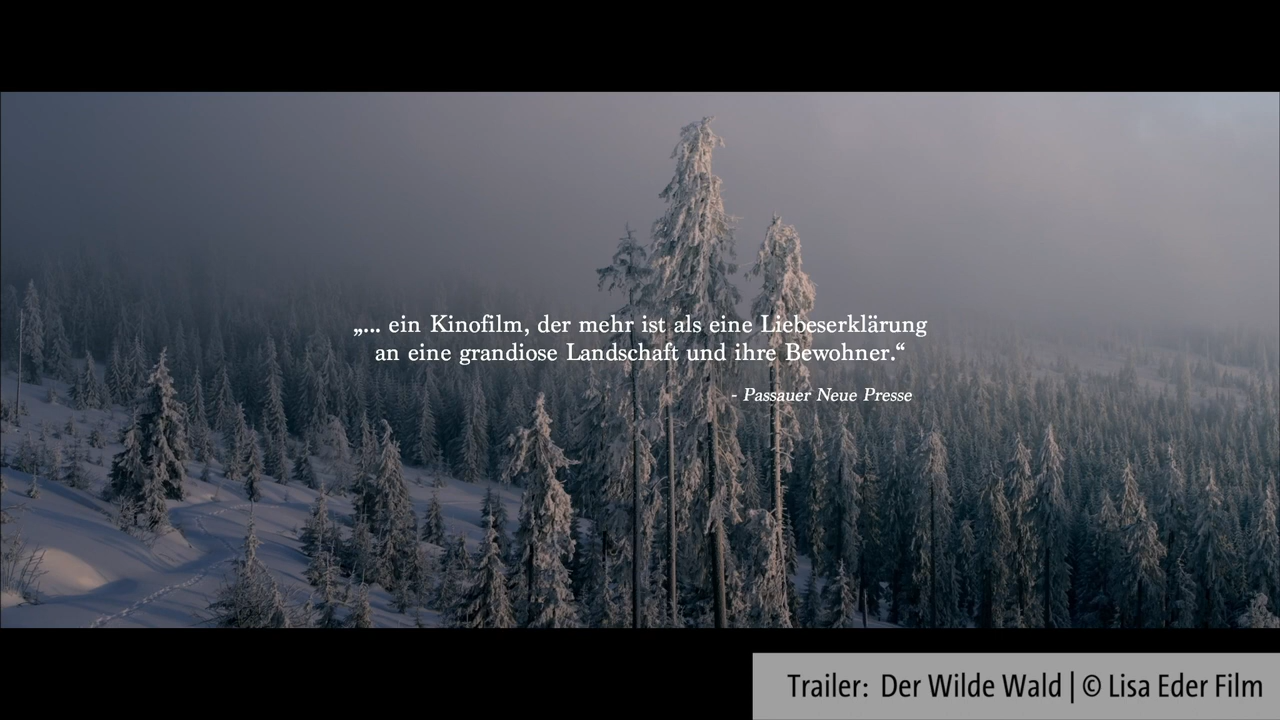 „... ein Kinofilm, der mehr ist als eine Liebeserklärung
an eine grandiose Landschaft und ihre Bewohner.“
- Passauer Neue Presse
Trailer: Der Wilde Wald | © Lisa Eder Film